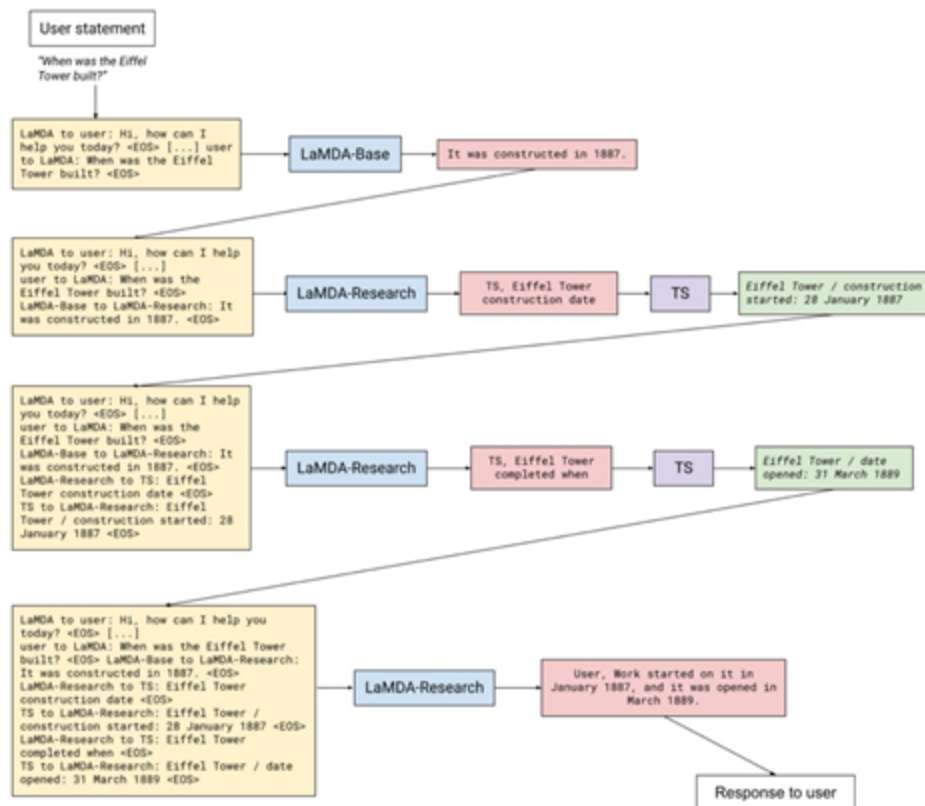 User statement
"When was the Eiffel
Tower built?"
LaMDA to user: Hi, how can I
help you today? <EOS> [...] user
to LaMDA: When was the Eiffel
Tower built? <EOS>
LaMDA-Base
It was constructed in 1887.
LaMDA to user: Hi, how can I help
you today? <EOS> [...]
user to LaMDA: When was the
Eiffel Tower built? <EOS>
LaMDA-Base to LaMDA-Research: It
was constructed in 1887. <EOS>
LaMDA-Research
TS, Eiffel Tower
construction date
TS
Eiffel Tower / construction
started: 28 January 1887
LaMDA to user: Hi, how can I help
you today? <EOS> [...]
user to LaMDA: When was the
Eiffel Tower built? <EOS>
LaMDA-Base to LaMDA-Research: It
was constructed in 1887. <EOS>
LaMDA-Research to TS: Eiffel
Tower construction date <EOS>
TS to LaMDA-Research: Eiffel
Tower / construction started: 28
January 1887 <EOS>
LaMDA-Research
TS, Eiffel Tower
completed when
TS
Eiffel Tower / date
opened: 31 March 1889
LaMDA to user: Hi, how can I help you
today? <EOS> [...]
user to LaMDA: When was the Eiffel Tower
built? <EOS> LaMDA-Base to LaMDA-Research:
It was constructed in 1887. <EOS>
LaMDA-Research to TS: Eiffel Tower
construction date <EOS>
TS to LaMDA-Research: Eiffel Tower /
construction started: 28 January 1887 <EOS>
LaMDA-Research to TS: Eiffel Tower
completed when <EOS>
TS to LaMDA-Research: Eiffel Tower / date
opened: 31 March 1889 <EOS>
LaMDA-Research
User, Work started on it in
January 1887, and it was opened in
March 1889.
Response to user